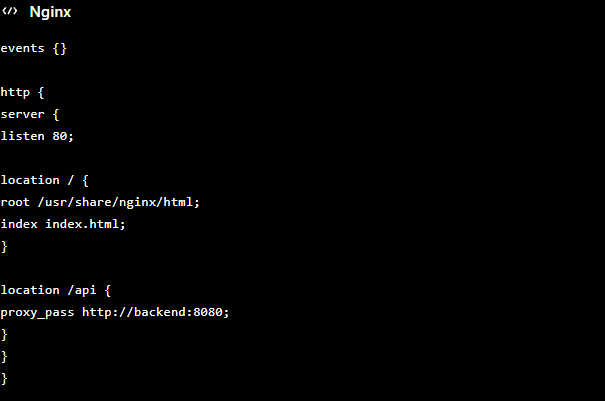 </> Nginx
events {}
http {
server {
listen 80;
location / {
root /usr/share/nginx/html;
index index.html;
}
location /api {
proxy_pass http://backend:8080;
}
}
}